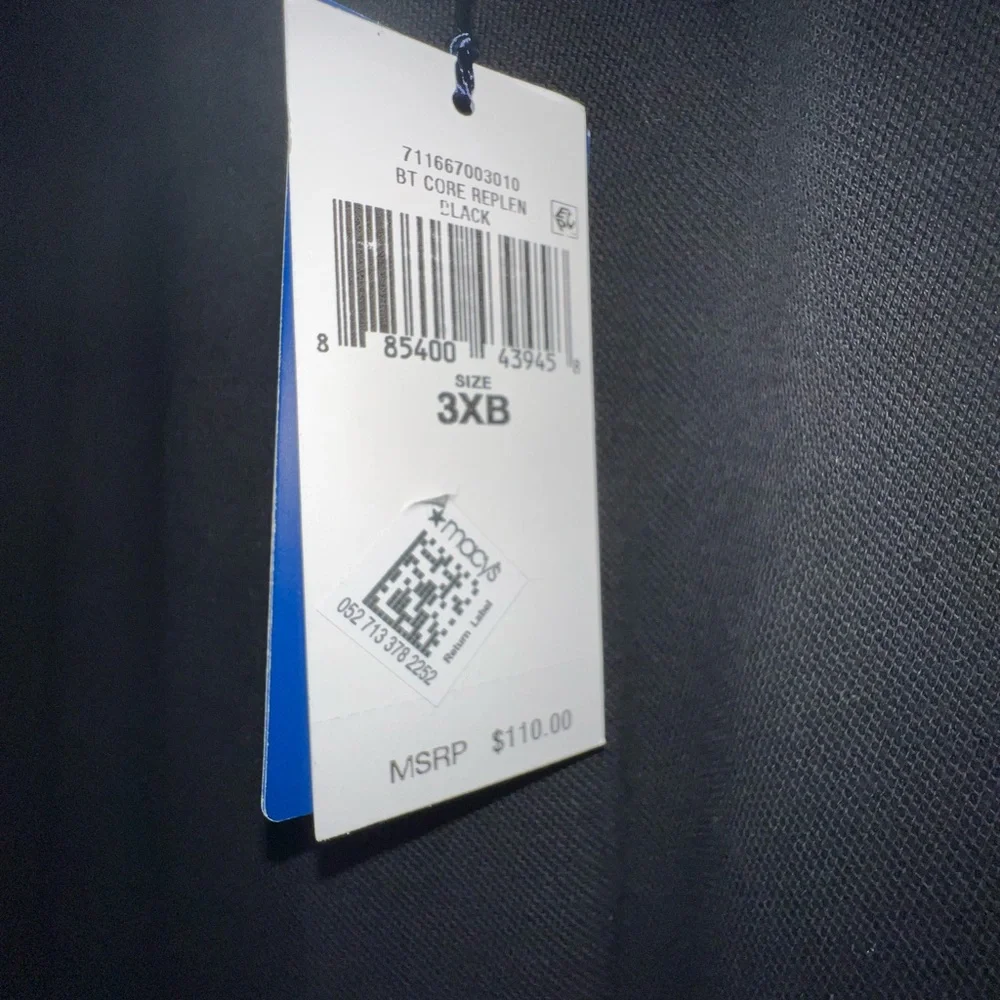 711667003010
BT CORE REPLEN
BLACK
8 85400 43945 8
SIZE
3XB
★macy's
Return Label
052 713 378 2252
MSRP $110.00